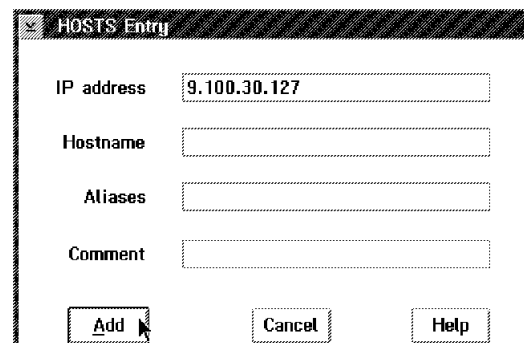 HOSTS Entry
IP address 9.100.30.127
Hostname
Aliases
Comment
Add Cancel Help